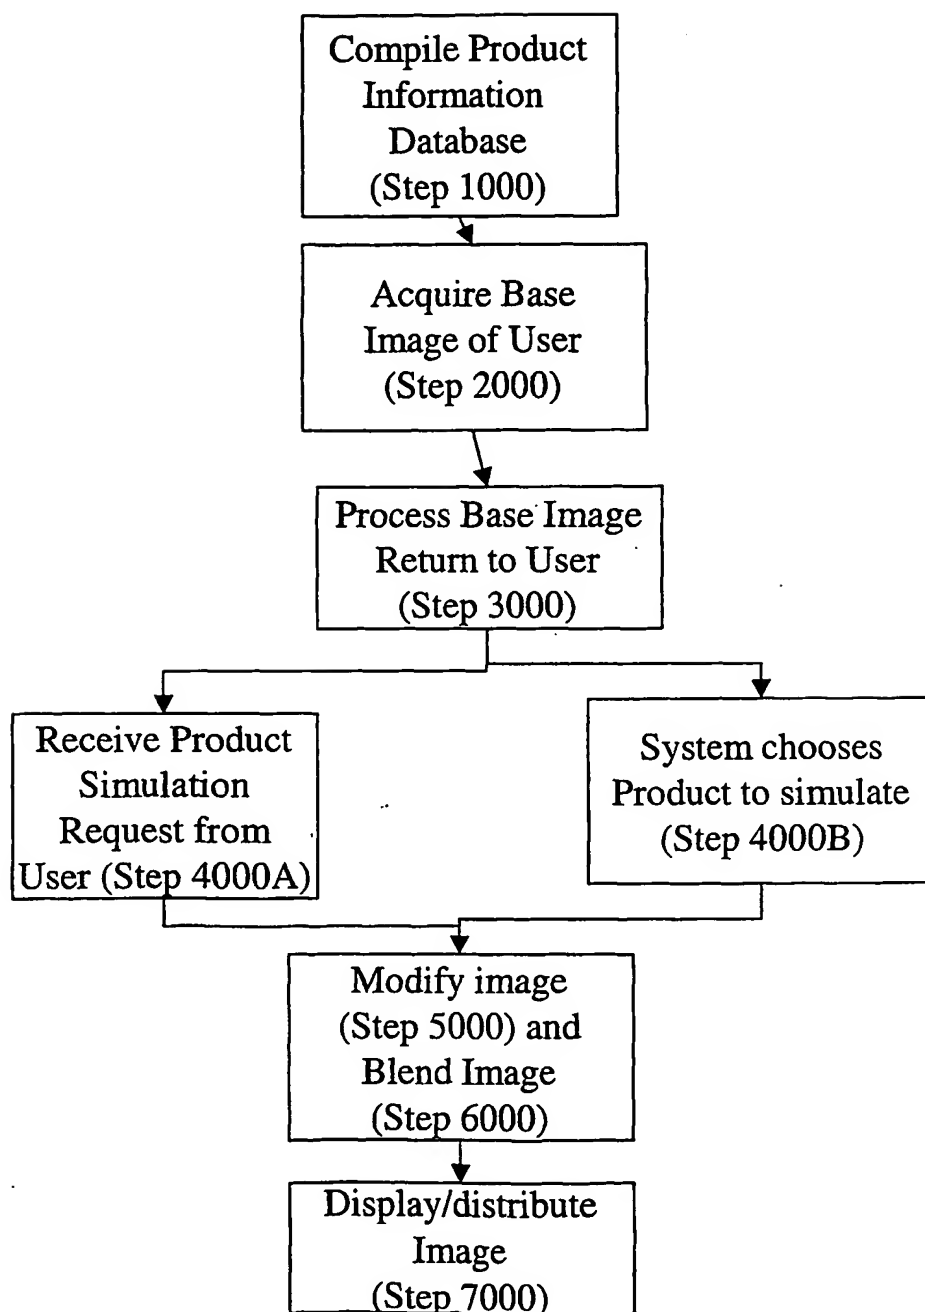 Compile Product
Information
Database
(Step 1000)
Acquire Base
Image of User
(Step 2000)
Process Base Image
Return to User
(Step 3000)
Receive Product
Simulation
Request from
User (Step 4000A)
System chooses
Product to simulate
(Step 4000B)
Modify image
(Step 5000) and
Blend Image
(Step 6000)
Display/distribute
Image
(Step 7000)